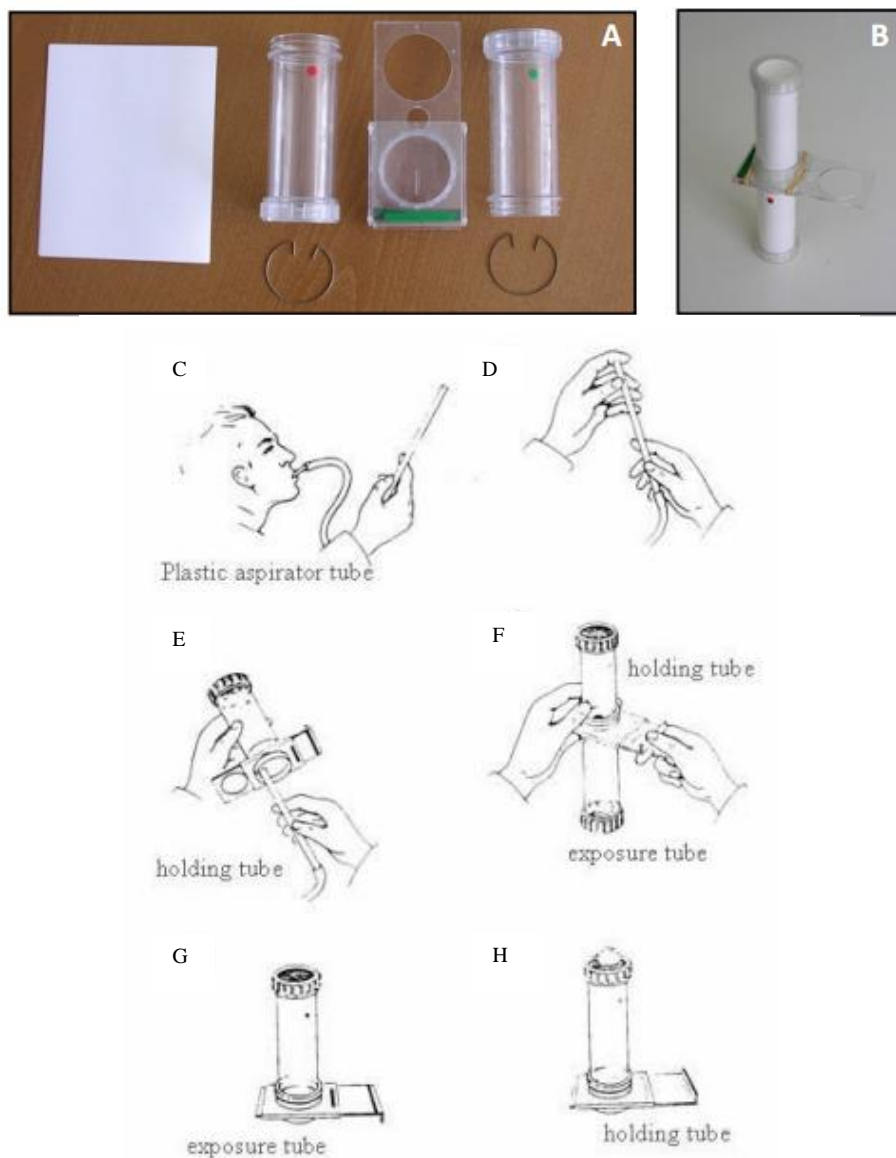 A
B
C
D
Plastic aspirator tube
E
F
holding tube
holding tube
exposure tube
G
H
exposure tube
holding tube